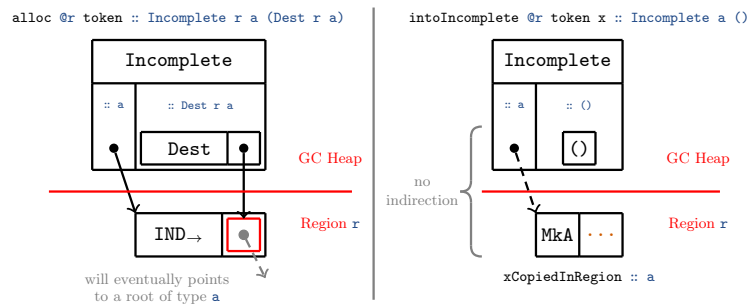 alloc @r token :: Incomplete r a (Dest r a)
Incomplete
:: a
:: Dest r a
Dest
GC Heap
Region r
IND→
will eventually points
to a root of type a
intoIncomplete @r token x :: Incomplete a ()
Incomplete
:: a
:: ()
()
GC Heap
no
indirection
Region r
MkA
···
xCopiedInRegion :: a